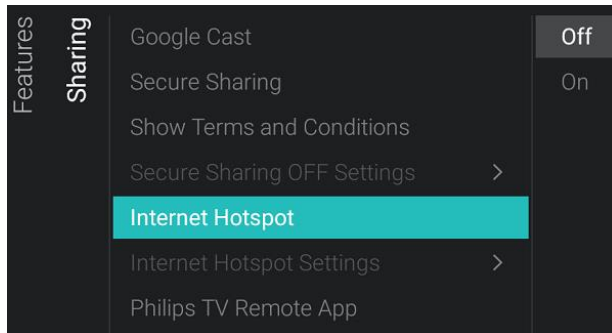 Features
Sharing
Google Cast
Secure Sharing
Show Terms and Conditions
Secure Sharing OFF Settings
Internet Hotspot
Internet Hotspot Settings
Philips TV Remote App
Off
On